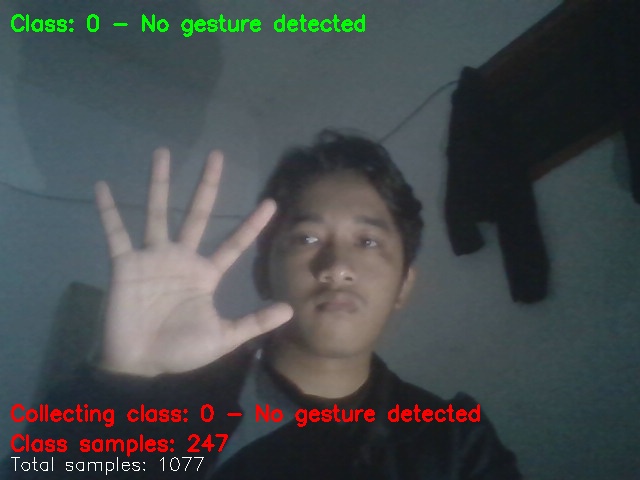 Class: 0 - No gesture detected
Collecting class: 0 - No gesture detected
Class samples: 247
Total samples: 1077